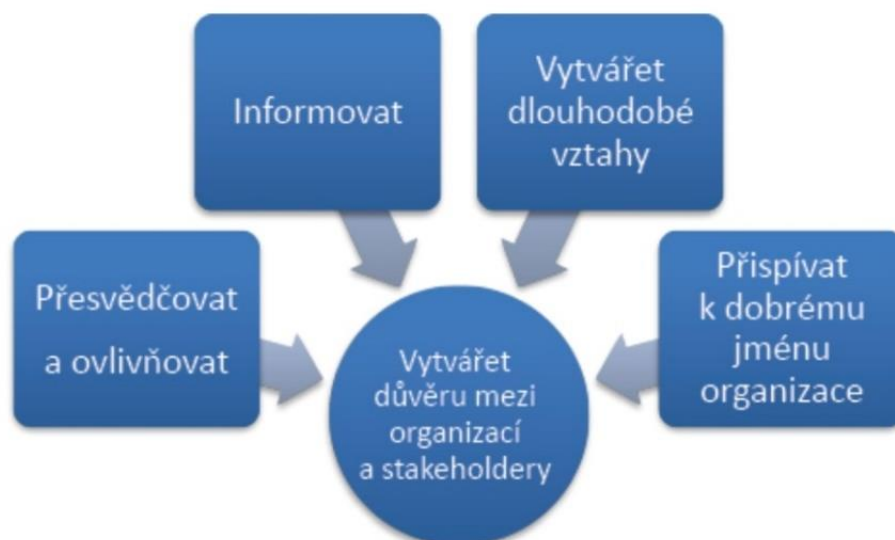 Informovat
Vytvářet
dlouhodobé
vztahy
Přesvědčovat
a ovlivňovat
Přispívat
k dobrému
jménu
organizace
Vytvářet
důvěru mezi
organizací
a stakeholdery